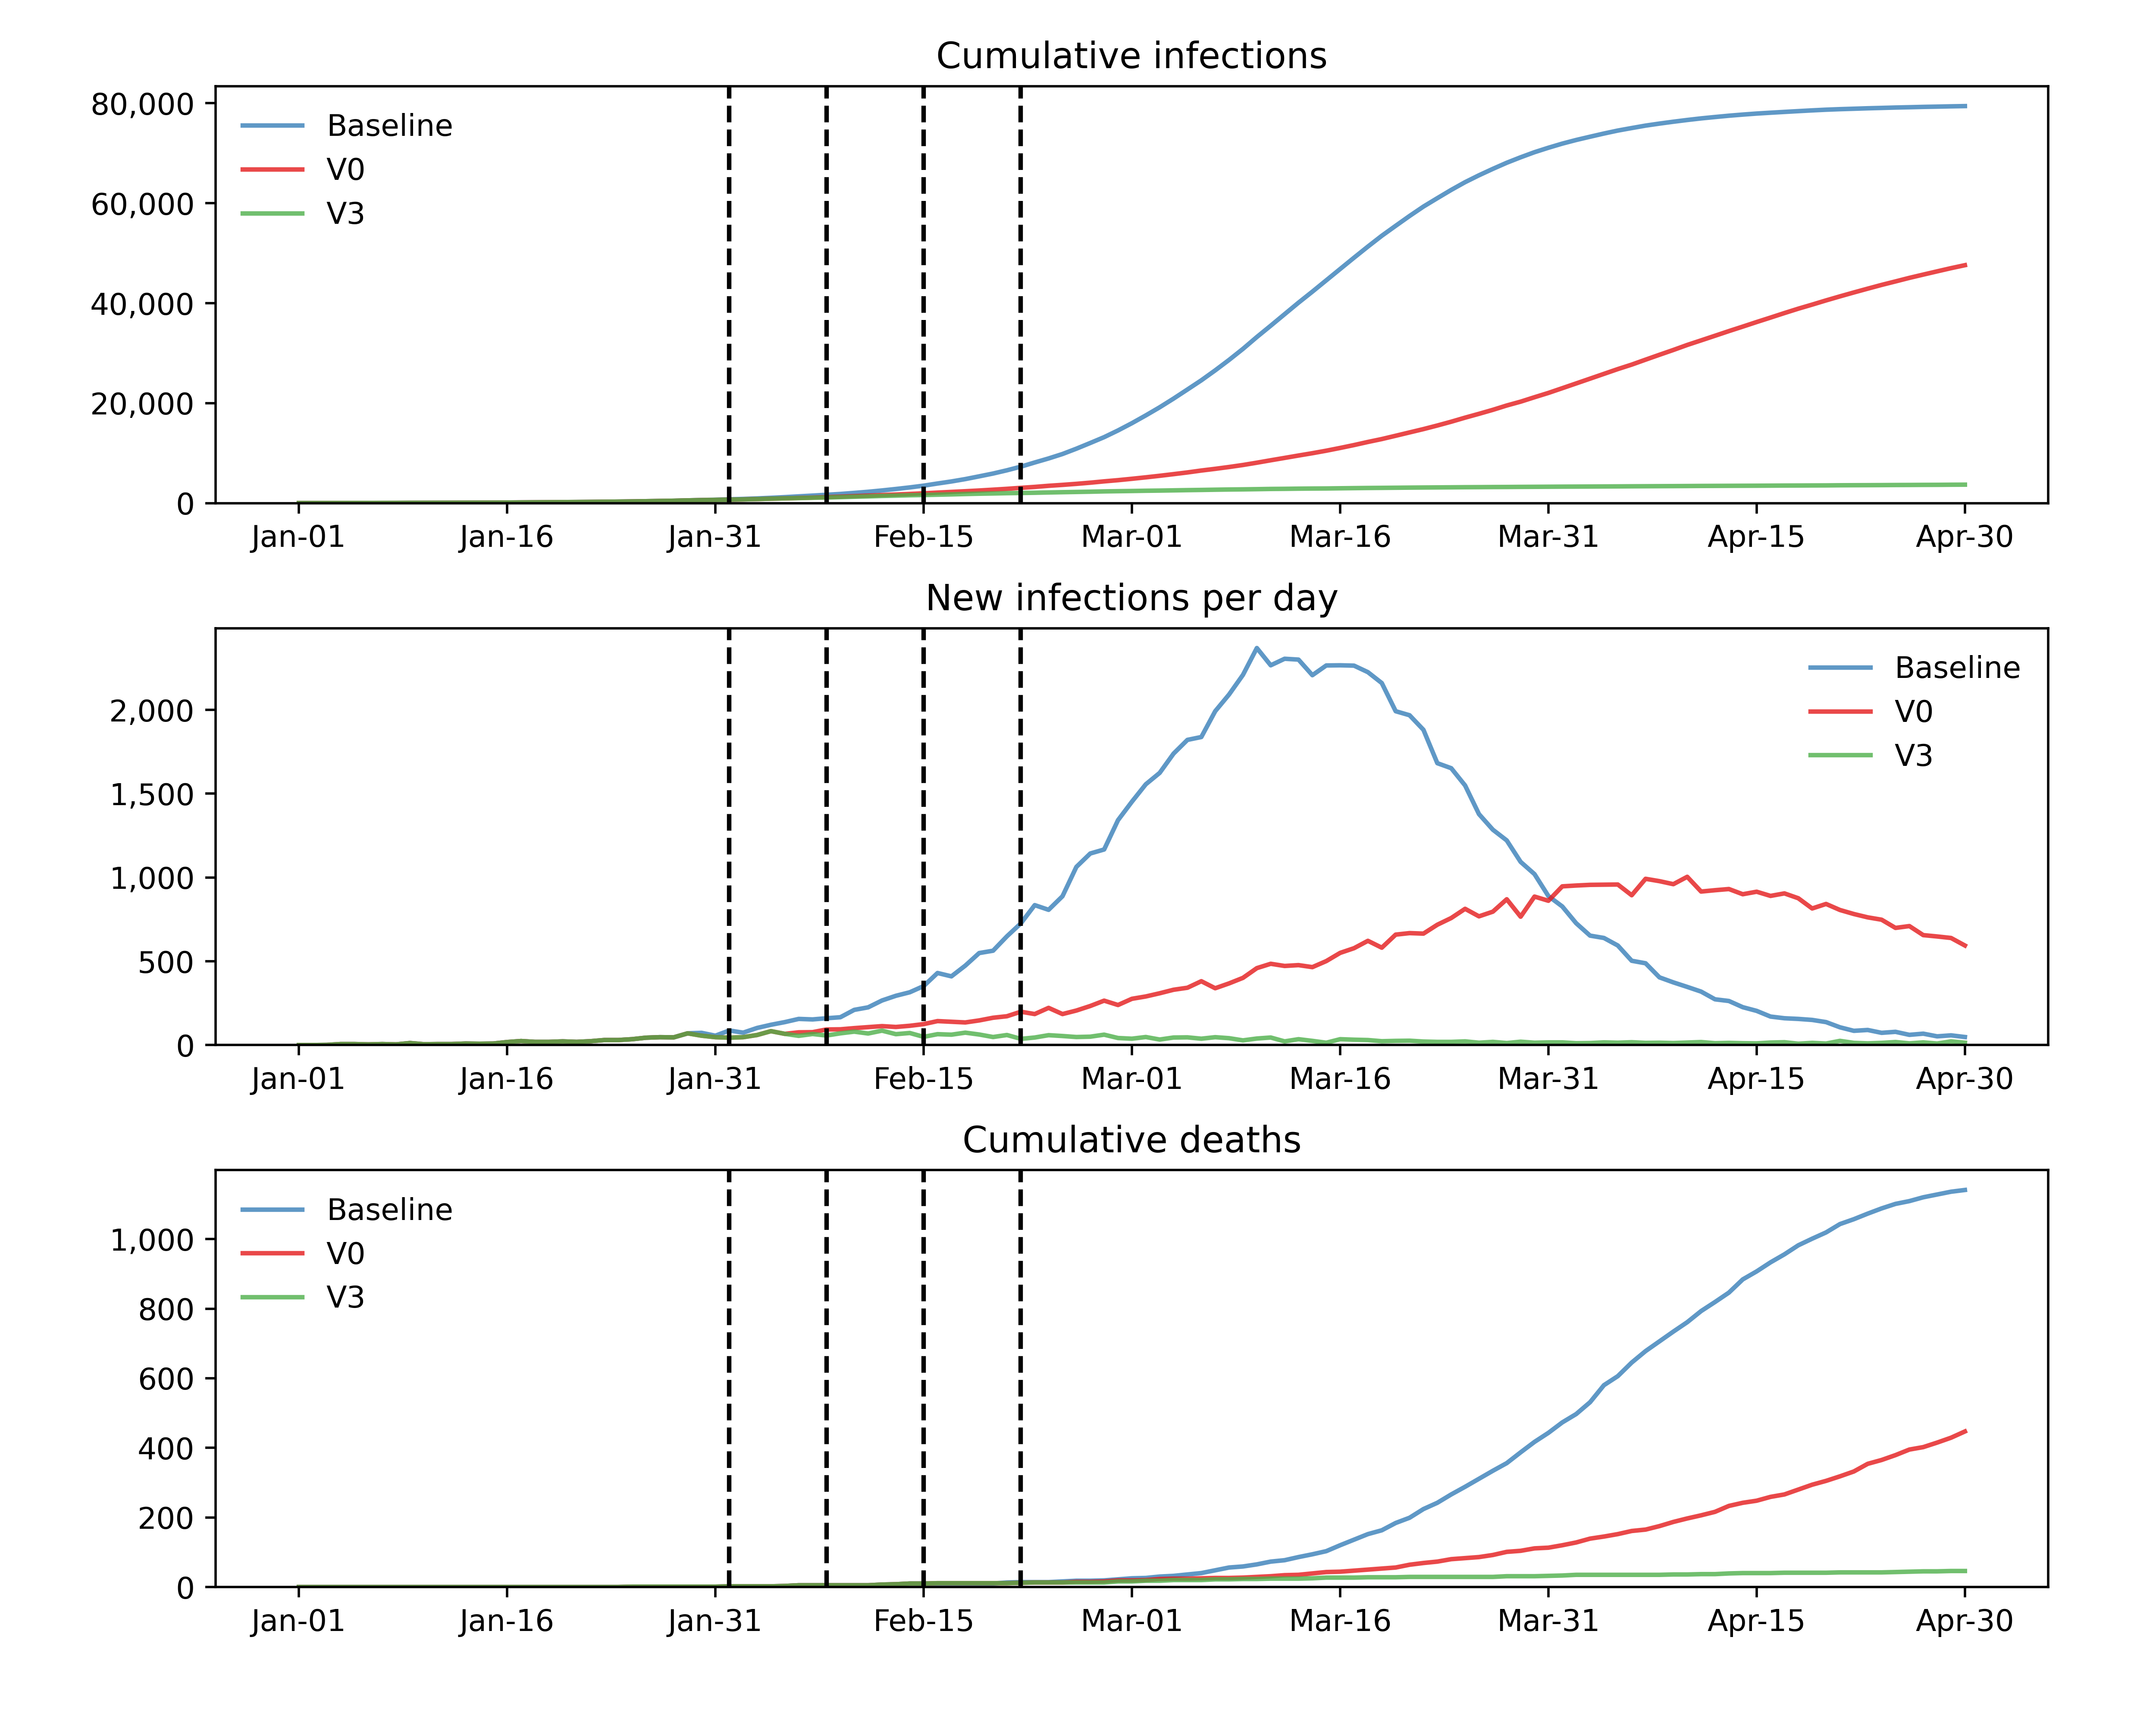 Cumulative infections
80,000
60,000
40,000
20,000
0
Baseline
V0
V3
Jan-01 Jan-16 Jan-31 Feb-15 Mar-01 Mar-16 Mar-31 Apr-15 Apr-30
New infections per day
2,000
1,500
1,000
500
0
Baseline
V0
V3
Jan-01 Jan-16 Jan-31 Feb-15 Mar-01 Mar-16 Mar-31 Apr-15 Apr-30
Cumulative deaths
1,000
800
600
400
200
0
Baseline
V0
V3
Jan-01 Jan-16 Jan-31 Feb-15 Mar-01 Mar-16 Mar-31 Apr-15 Apr-30